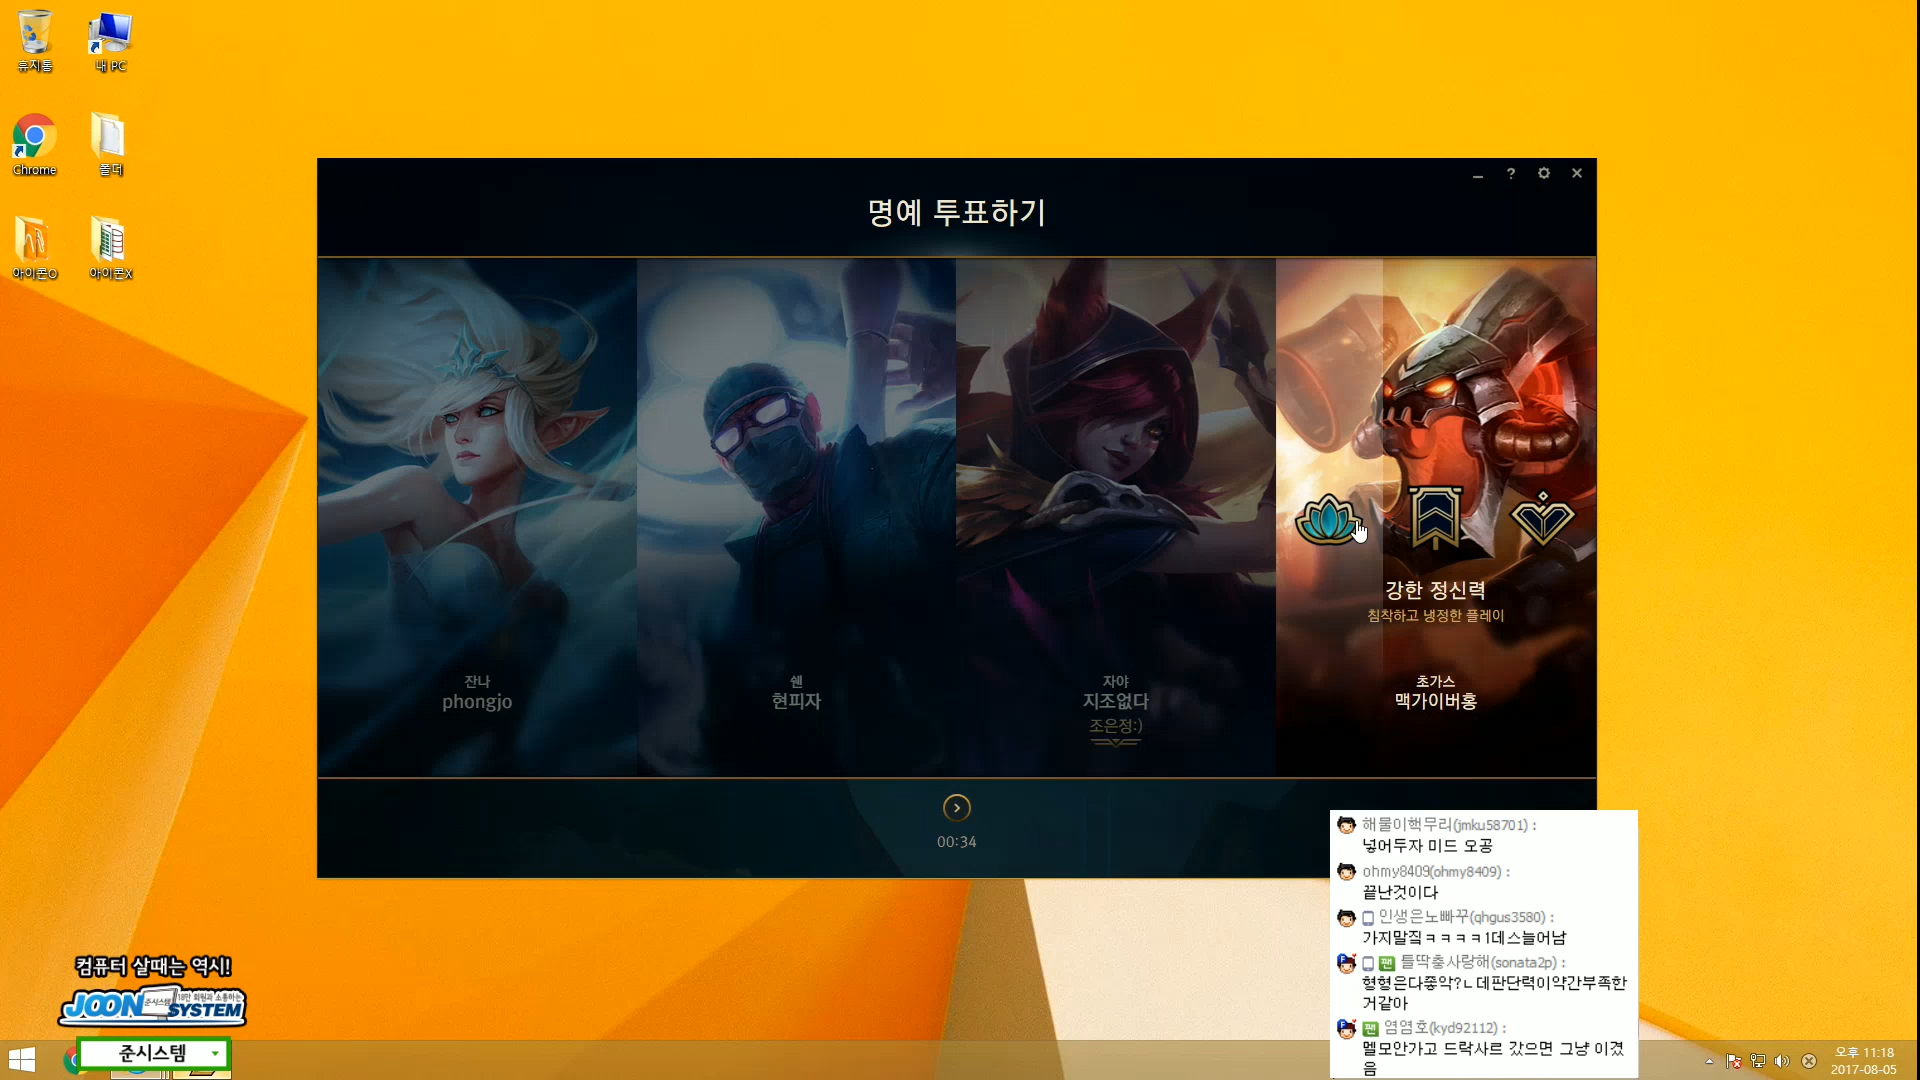 휴지통
내 PC
Chrome
폴더
아이콘O
아이콘X
명예 투표하기
강한 정신력
침착하고 냉정한 플레이
잔나
phongjo
쉔
현피자
자야
지조없다
조은정:)
초가스
맥가이버홍
00:34
해물이핵무리(jmku58701) :
넣어두자 미드 오공
ohmy8409(ohmy8409) :
끝난것이다
인생은노빠꾸(qhgus3580) :
가지말짘ㅋㅋㅋㅋ1데스늘어남
팬 틀딱충사랑해(sonata2p) :
형형은다좋악?ㄴ데판단력이약간부족한
거같아
팬 염염호(kyd92112) :
멜모안가고 드락사르 갔으면 그냥 이겼
음
컴퓨터 살때는 역시!
JOON 준시스템 SYSTEM
준시스템
오후 11:18
2017-08-05